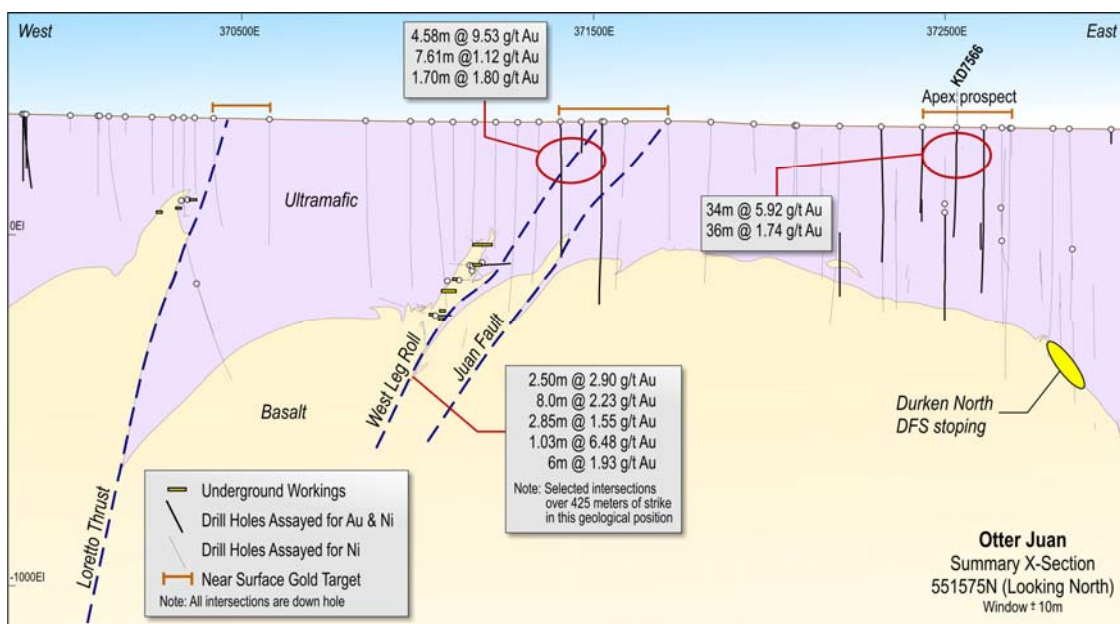 West
370500E
371500E
372500E
East
4.58m @ 9.53 g/t Au
7.61m @1.12 g/t Au
1.70m @ 1.80 g/t Au
KD7566
Apex prospect
34m @ 5.92 g/t Au
36m @ 1.74 g/t Au
Ultramafic
0El
West Leg Roll
Juan Fault
Basalt
2.50m @ 2.90 g/t Au
8.0m @ 2.23 g/t Au
2.85m @ 1.55 g/t Au
1.03m @ 6.48 g/t Au
6m @ 1.93 g/t Au
Note: Selected intersections
over 425 meters of strike
in this geological position
Durken North
DFS stoping
Loretto Thrust
Underground Workings
Drill Holes Assayed for Au & Ni
Drill Holes Assayed for Ni
Near Surface Gold Target
Note: All intersections are down hole
-1000El
Otter Juan
Summary X-Section
551575N (Looking North)
Window ± 10m